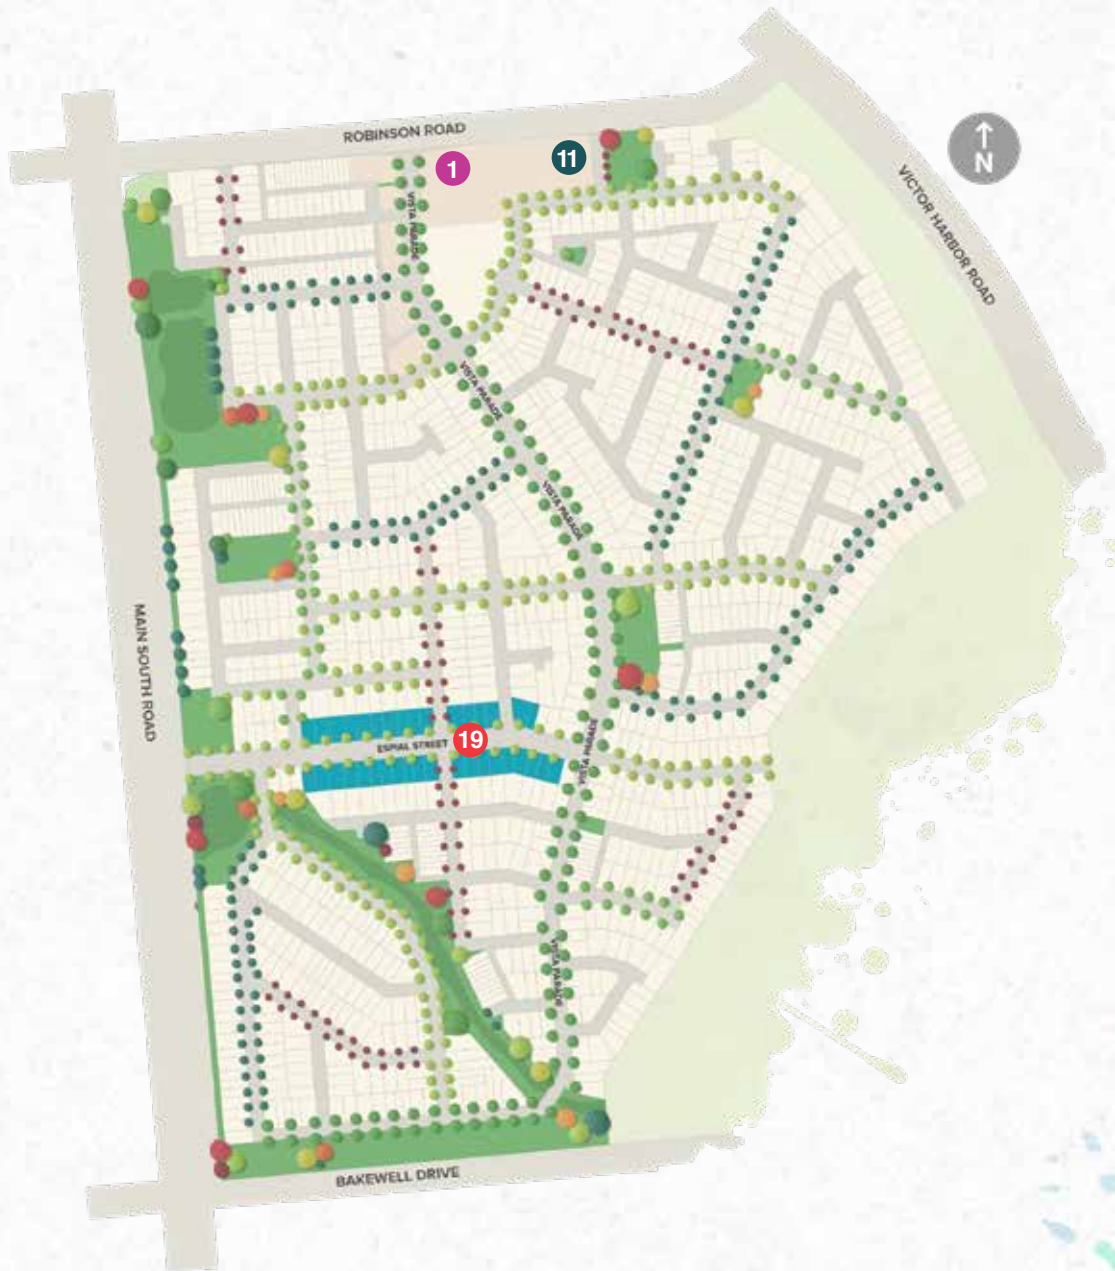 ROBINSON ROAD
1
11
↑
N
VICTOR HARBOR ROAD
VISTA PARADE
VISTA PARADE
VISTA PARADE
MAIN SOUTH ROAD
ESPIAL STREET
19
VISTA PARADE
VISTA PARADE
BAKEWELL DRIVE